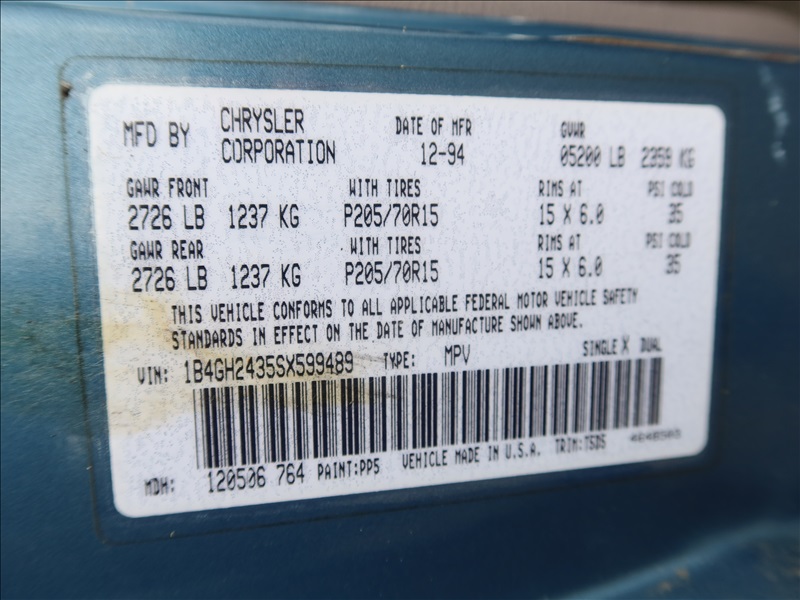 MFD BY CHRYSLER CORPORATION DATE OF MFR 12-94 GVWR 05200 LB 2359 KG
GAWR FRONT WITH TIRES RIMS AT PSI COLD
2726 LB 1237 KG P205/70R15 15 X 6.0 35
GAWR REAR WITH TIRES RIMS AT PSI COLD
2726 LB 1237 KG P205/70R15 15 X 6.0 35
THIS VEHICLE CONFORMS TO ALL APPLICABLE FEDERAL MOTOR VEHICLE SAFETY
STANDARDS IN EFFECT ON THE DATE OF MANUFACTURE SHOWN ABOVE.
VIN: 1B4GH2435SX599489 TYPE: MPV SINGLE X DUAL
MDH: 120506 764 PAINT:PP5 VEHICLE MADE IN U.S.A. TRIM:T5DS